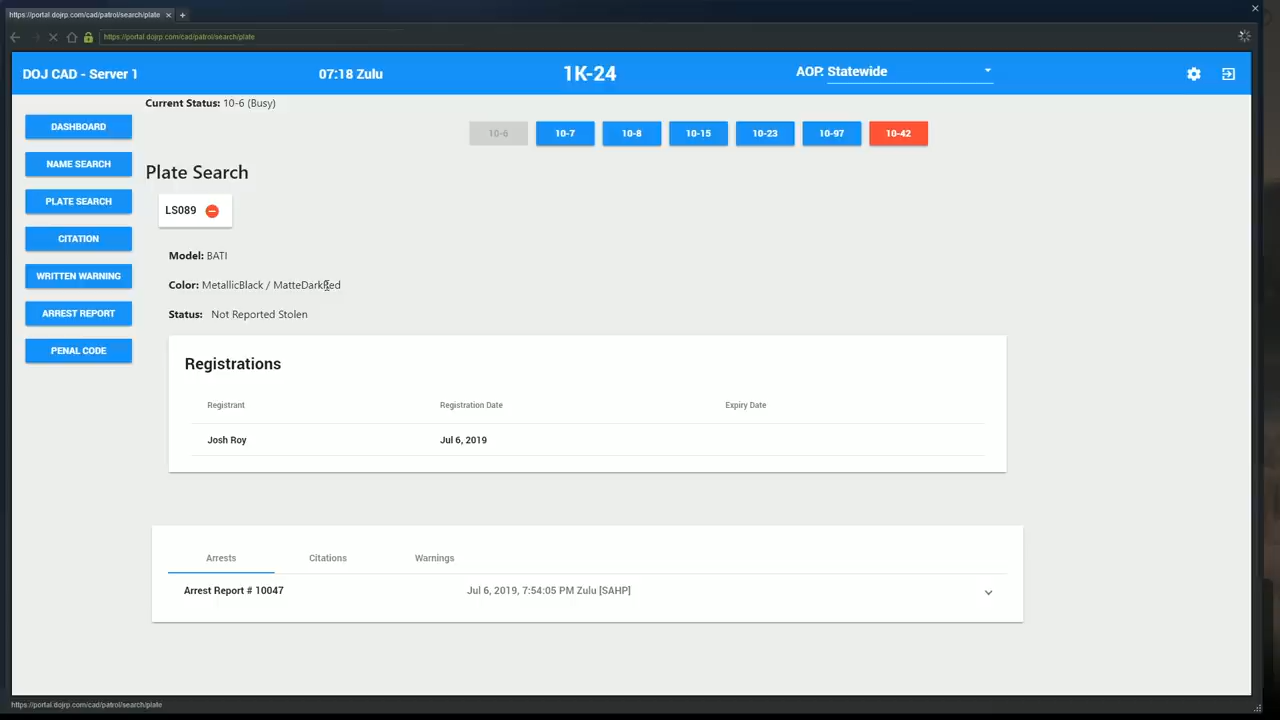 https://portal.dojrp.com/cad/patrol/search/plate
https://portal.dojrp.com/cad/patrol/search/plate
DOJ CAD - Server 1
07:18 Zulu
1K-24
AOP: Statewide
Current Status: 10-6 (Busy)
10-6
10-7
10-8
10-15
10-23
10-97
10-42
DASHBOARD
NAME SEARCH
PLATE SEARCH
CITATION
WRITTEN WARNING
ARREST REPORT
PENAL CODE
Plate Search
LS089
Model: BATI
Color: MetallicBlack / MatteDarkRed
Status: Not Reported Stolen
Registrations
Registrant Registration Date Expiry Date
Josh Roy Jul 6, 2019
Arrests Citations Warnings
Arrest Report # 10047 Jul 6, 2019, 7:54:05 PM Zulu [SAHP]
https://portal.dojrp.com/cad/patrol/search/plate